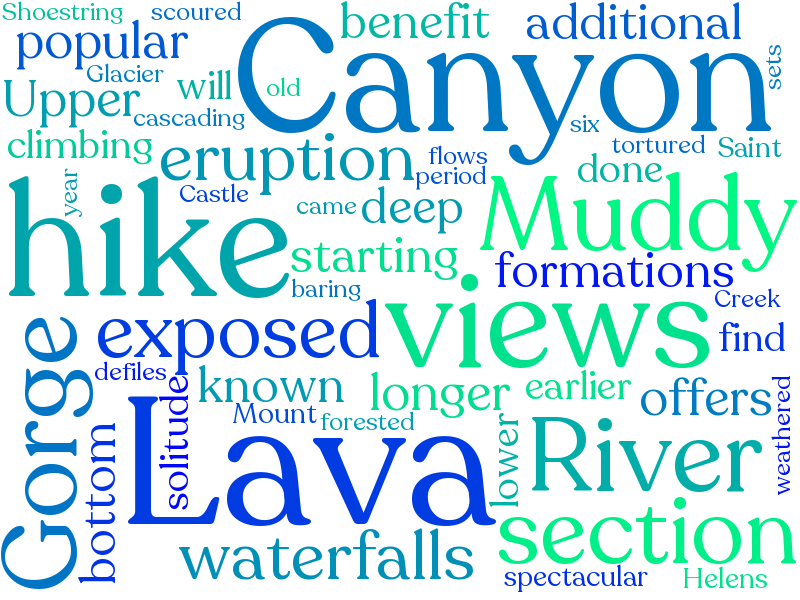 Shoestring
scoured
benefit
additional
popular
Canyon
Glacier
will
old
sets
Upper
cascading
six
climbing
eruption
flows
tortured
Saint
done
period
year
Castle
hike
came
deep
Muddy
starting
formations
baring
views
Creek
Gorge
exposed
find
defiles
known
longer
earlier
offers
solitude
Mount
forested
weathered
Lava
lower
River
bottom
section
waterfalls
spectacular
Helens